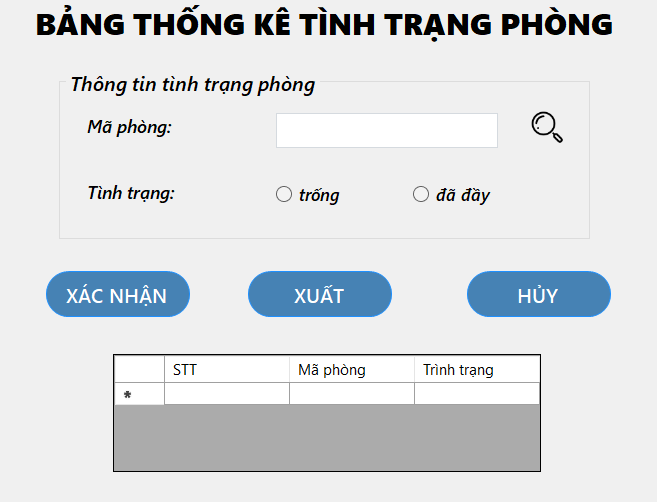 BẢNG THỐNG KÊ TÌNH TRẠNG PHÒNG
Thông tin tình trạng phòng
Mã phòng:
Tình trạng: trống đã đầy
XÁC NHẬN XUẤT HỦY
STT Mã phòng Trình trạng
*